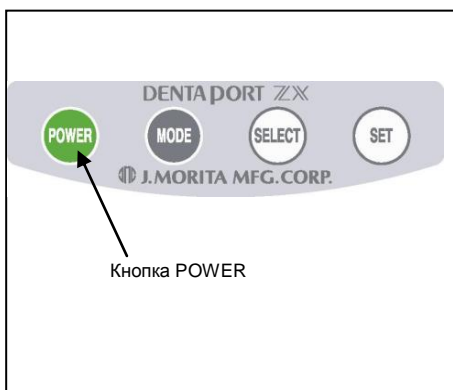 DENTAPORT ZX
POWER MODE SELECT SET
J.MORITA MFG.CORP.
Кнопка POWER